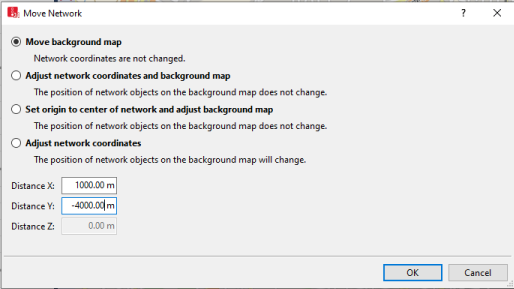 Move Network
? ×
Move background map
Network coordinates are not changed.
Adjust network coordinates and background map
The position of network objects on the background map does not change.
Set origin to center of network and adjust background map
The position of network objects on the background map does not change.
Adjust network coordinates
The position of network objects on the background map will change.
Distance X: 1000.00 m
Distance Y: -4000.00 m
Distance Z: 0.00 m
OK Cancel